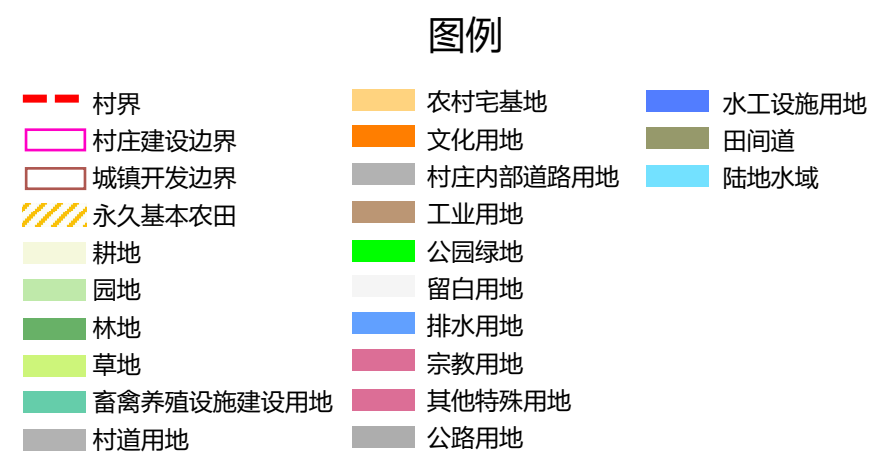 图例
村界
村庄建设边界
城镇开发边界
永久基本农田
耕地
园地
林地
草地
畜禽养殖设施建设用地
村道用地
农村宅基地
文化用地
村庄内部道路用地
工业用地
公园绿地
留白用地
排水用地
宗教用地
其他特殊用地
公路用地
水工设施用地
田间道
陆地水域